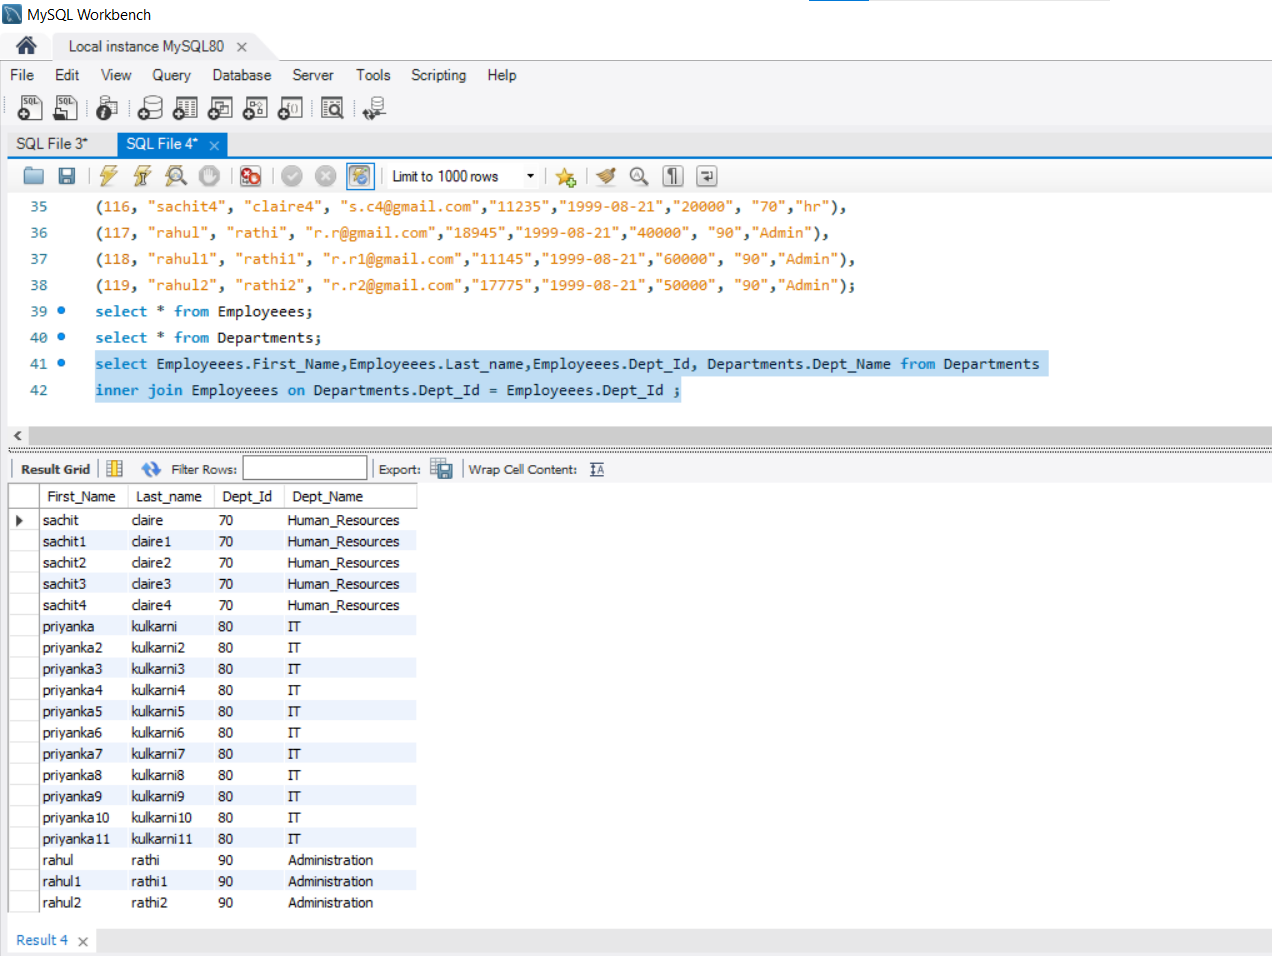 MySQL Workbench
Local instance MySQL80
File Edit View Query Database Server Tools Scripting Help
SQL SQL
SQL File 3* SQL File 4*
Limit to 1000 rows
35 (116, "sachit4", "claire4", "s.c4@gmail.com","11235","1999-08-21","20000", "70","hr"),
36 (117, "rahul", "rathi", "r.r@gmail.com","18945","1999-08-21","40000", "90","Admin"),
37 (118, "rahul1", "rathi1", "r.r1@gmail.com","11145","1999-08-21","60000", "90","Admin"),
38 (119, "rahul2", "rathi2", "r.r2@gmail.com","17775","1999-08-21","50000", "90","Admin");
39 select * from Employeees;
40 select * from Departments;
41 select Employeees.First_Name,Employeees.Last_name,Employeees.Dept_Id, Departments.Dept_Name from Departments
42 inner join Employeees on Departments.Dept_Id = Employeees.Dept_Id ;
Result Grid Filter Rows: Export: Wrap Cell Content:
First_Name Last_name Dept_Id Dept_Name
sachit claire 70 Human_Resources
sachit1 claire1 70 Human_Resources
sachit2 claire2 70 Human_Resources
sachit3 claire3 70 Human_Resources
sachit4 claire4 70 Human_Resources
priyanka kulkarni 80 IT
priyanka2 kulkarni2 80 IT
priyanka3 kulkarni3 80 IT
priyanka4 kulkarni4 80 IT
priyanka5 kulkarni5 80 IT
priyanka6 kulkarni6 80 IT
priyanka7 kulkarni7 80 IT
priyanka8 kulkarni8 80 IT
priyanka9 kulkarni9 80 IT
priyanka10 kulkarni10 80 IT
priyanka11 kulkarni11 80 IT
rahul rathi 90 Administration
rahul1 rathi1 90 Administration
rahul2 rathi2 90 Administration
Result 4